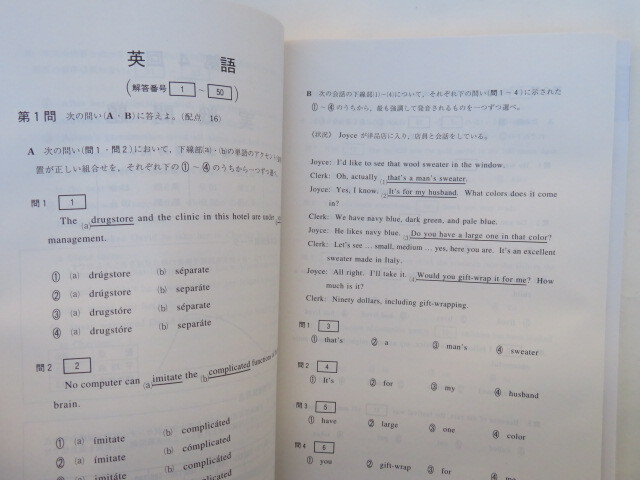 英 語
(解答番号 1 ~ 50)
第1問 次の問い(A・B)に答えよ。(配点 16)
A 次の問い(問1・問2)において、下線部(a)・(b)の単語のアクセント
置が正しい組合せを、それぞれ下の①~④のうちから一つずつ選べ。
問1 1
The (a)drugstore and the clinic in this hotel are under
management.
① (a) drúgstore (b) séparate
② (a) drúgstore (b) separáte
③ (a) drugstóre (b) séparate
④ (a) drugstóre (b) separáte
問2 2
No computer can (a)imitate the (b)complicated functions
brain.
① (a) ímitate (b) complicáted
② (a) ímitate (b) cómplicated
③ (a) imitáte (b) complicáted
B 次の会話の下線部(1)~(4)について、それぞれ下の問い(問1~4)に示された
①~④のうちから、最も強調して発音されるものを一つずつ選べ。
〈状況〉 Joyce が洋品店に入り、店員と会話をしている。
Joyce: I'd like to see that wool sweater in the window.
Clerk: Oh, actually (1)that's a man's sweater.
Joyce: Yes, I know. (2)It's for my husband. What colors does it come
in?
Clerk: We have navy blue, dark green, and pale blue.
Joyce: He likes navy blue. (3)Do you have a large one in that color?
Clerk: Let's see … small, medium … yes, here you are. It's an excellent
sweater made in Italy.
Joyce: All right. I'll take it. (4)Would you gift-wrap it for me? How
much is it?
Clerk: Ninety dollars, including gift-wrapping.
問1 3
① that's ② a ③ man's ④ sweater
問2 4
① It's ② for ③ my ④ husband
問3 5
① have ② large ③ one ④ color
問4 6
① you ② gift-wrap ③ for ④ me